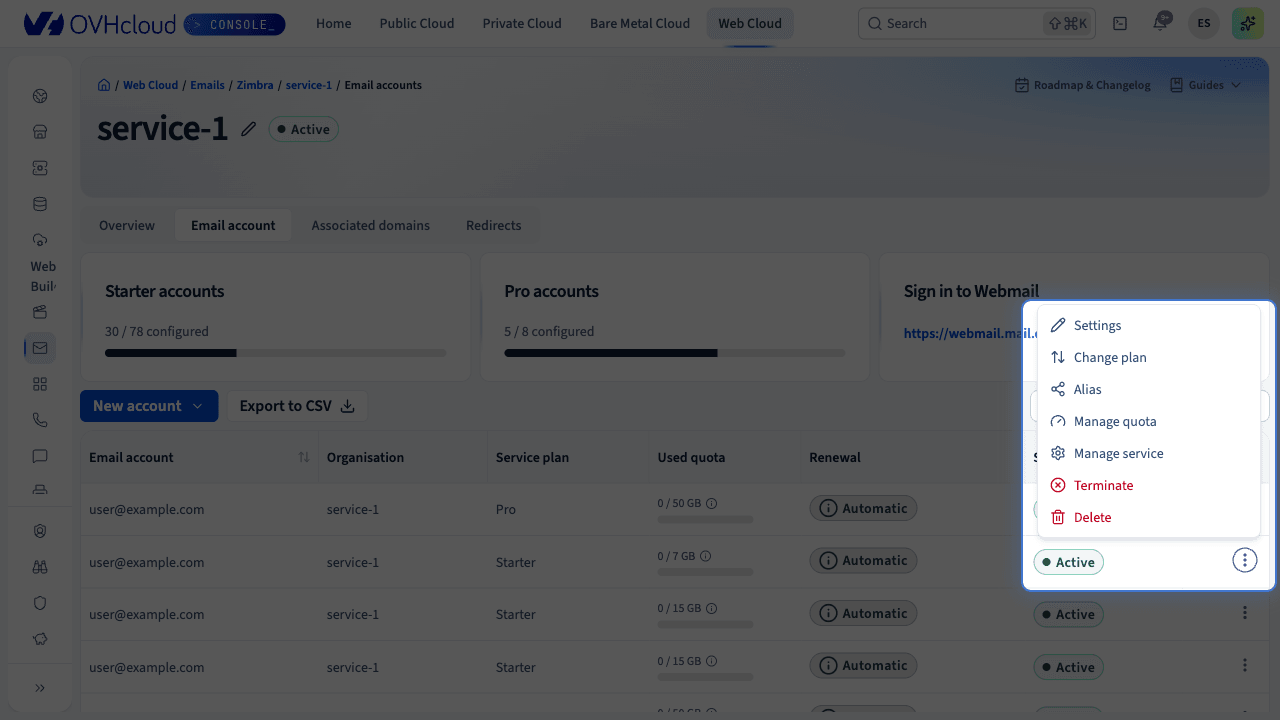 OVHcloud > CONSOLE_ Home Public Cloud Private Cloud Bare Metal Cloud Web Cloud Search ⇧⌘K 9+ ES
/ Web Cloud / Emails / Zimbra / service-1 / Email accounts Roadmap & Changelog Guides
service-1 Active
Overview Email account Associated domains Redirects
Web
Buil
Starter accounts Pro accounts Sign in to Webmail
30 / 78 configured 5 / 8 configured https://webmail.mail.
Settings
Change plan
Alias
Manage quota
Manage service
Terminate
Delete
New account Export to CSV
Email account Organisation Service plan Used quota Renewal
user@example.com service-1 Pro 0 / 50 GB Automatic
user@example.com service-1 Starter 0 / 7 GB Automatic Active
user@example.com service-1 Starter 0 / 15 GB Automatic Active
user@example.com service-1 Starter 0 / 15 GB Automatic Active